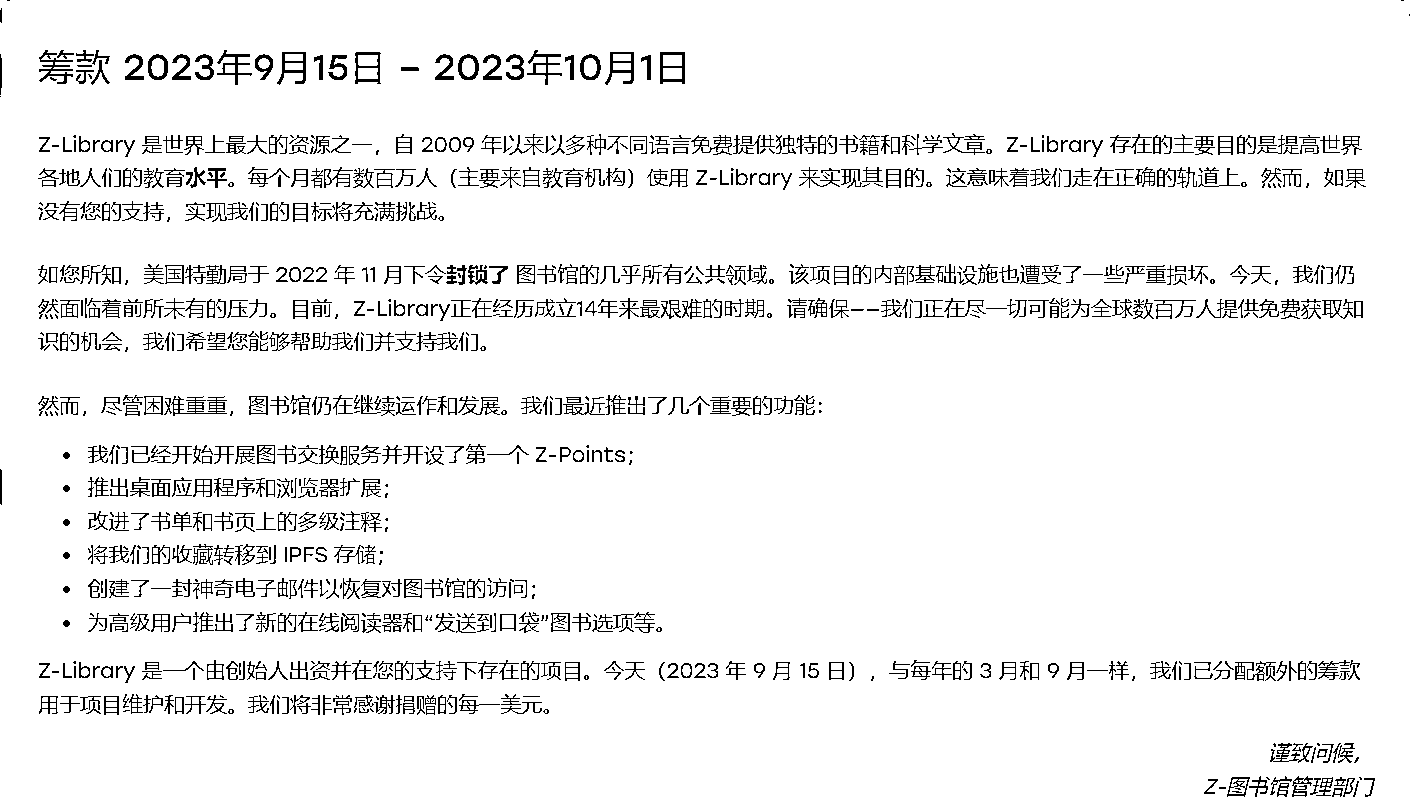 筹款 2023年9月15日 – 2023年10月1日
Z-Library 是世界上最大的资源之一，自 2009 年以来以多种不同语言免费提供独特的书籍和科学文章。Z-Library 存在的主要目的是提高世界
各地人们的教育水平。每个月都有数百万人（主要来自教育机构）使用 Z-Library 来实现其目的。这意味着我们走在正确的轨道上。然而，如果
没有您的支持，实现我们的目标将充满挑战。
如您所知，美国特勤局于 2022 年 11 月下令封锁了 图书馆的几乎所有公共领域。该项目的内部基础设施也遭受了一些严重损坏。今天，我们仍
然面临着前所未有的压力。目前，Z-Library正在经历成立14年来最艰难的时期。请确保——我们正在尽一切可能为全球数百万人提供免费获取知
识的机会，我们希望您能够帮助我们并支持我们。
然而，尽管困难重重，图书馆仍在继续运作和发展。我们最近推出了几个重要的功能：
• 我们已经开始开展图书交换服务并开设了第一个 Z-Points；
• 推出桌面应用程序和浏览器扩展；
• 改进了书单和书页上的多级注释；
• 将我们的收藏转移到 IPFS 存储；
• 创建了一封神奇电子邮件以恢复对图书馆的访问；
• 为高级用户推出了新的在线阅读器和“发送到口袋”图书选项等。
Z-Library 是一个由创始人出资并在您的支持下存在的项目。今天（2023 年 9 月 15 日），与每年的 3 月和 9 月一样，我们已分配额外的筹款
用于项目维护和开发。我们将非常感谢捐赠的每一美元。
谨致问候，
Z-图书馆管理部门